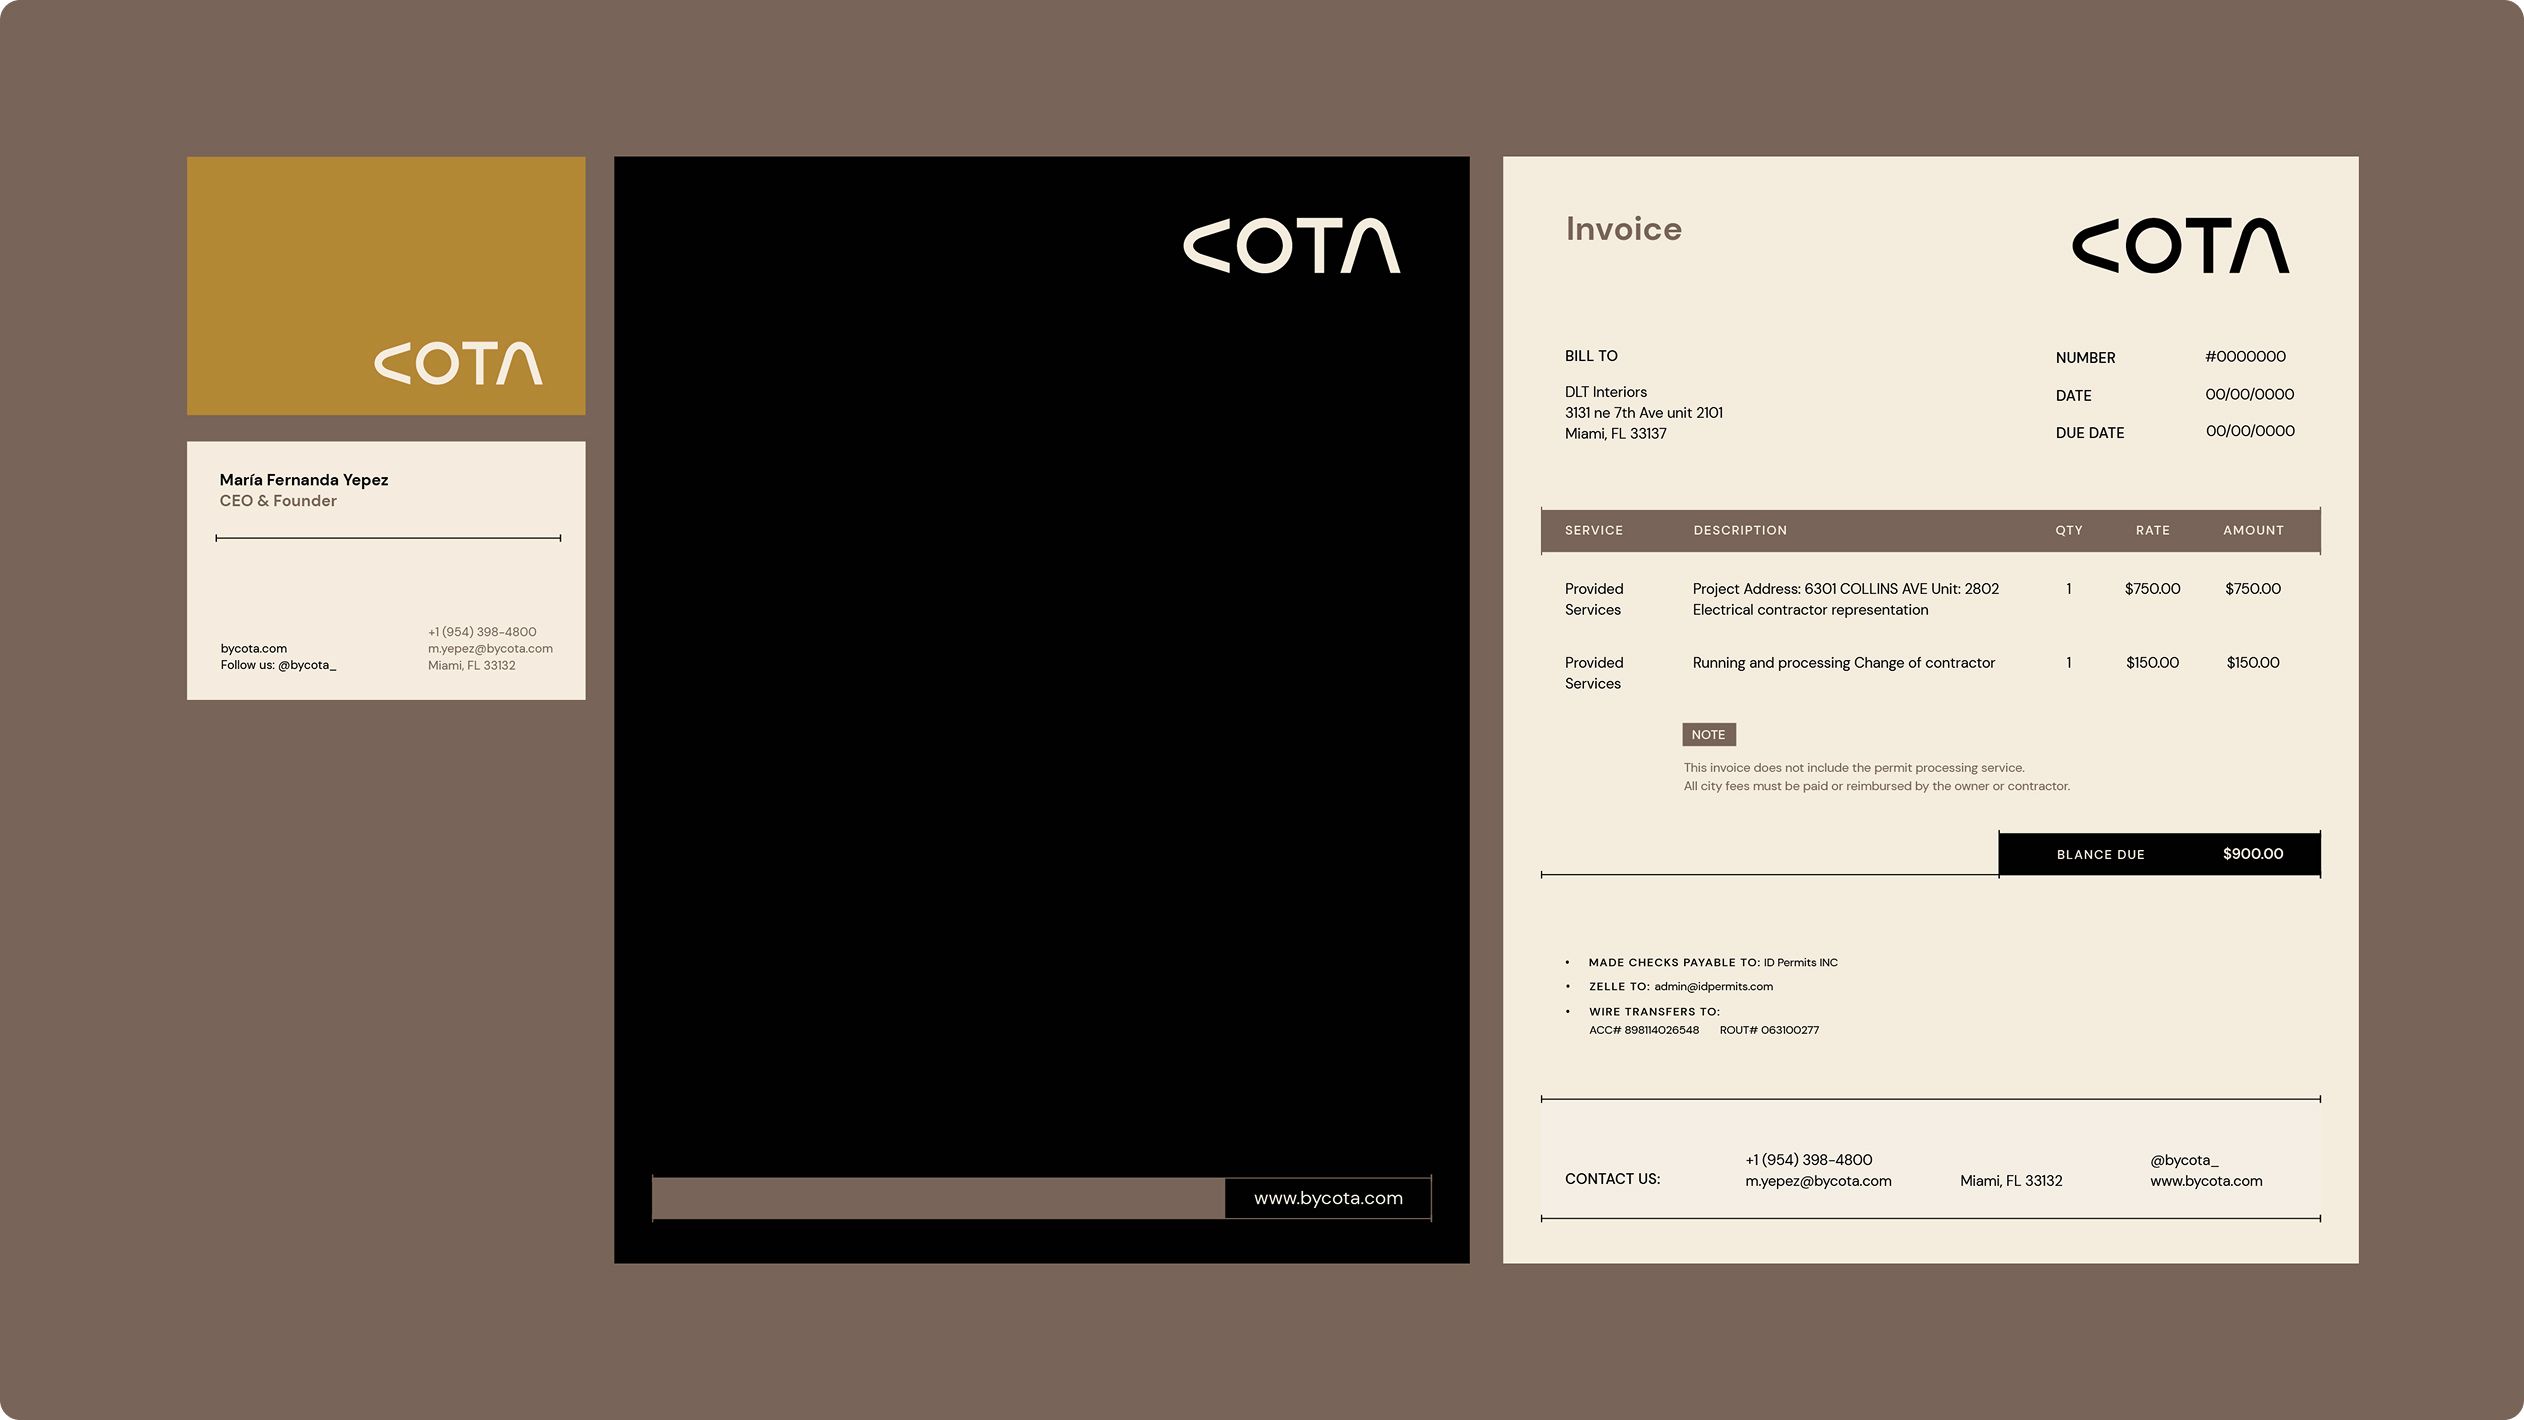 COTA
María Fernanda Yepez
CEO & Founder
bycota.com
Follow us: @bycota_
+1 (954) 398-4800
m.yepez@bycota.com
Miami, FL 33132
COTA
www.bycota.com
Invoice
COTA
BILL TO
DLT Interiors
3131 ne 7th Ave unit 2101
Miami, FL 33137
NUMBER #0000000
DATE 00/00/0000
DUE DATE 00/00/0000
SERVICE DESCRIPTION QTY RATE AMOUNT
Provided Project Address: 6301 COLLINS AVE Unit: 2802 1 $750.00 $750.00
Services Electrical contractor representation
Provided Running and processing Change of contractor 1 $150.00 $150.00
Services
NOTE
This invoice does not include the permit processing service.
All city fees must be paid or reimbursed by the owner or contractor.
BLANCE DUE $900.00
• MADE CHECKS PAYABLE TO: ID Permits INC
• ZELLE TO: admin@idpermits.com
• WIRE TRANSFERS TO:
ACC# 898114026548 ROUT# 063100277
CONTACT US:
+1 (954) 398-4800
m.yepez@bycota.com
Miami, FL 33132
@bycota_
www.bycota.com